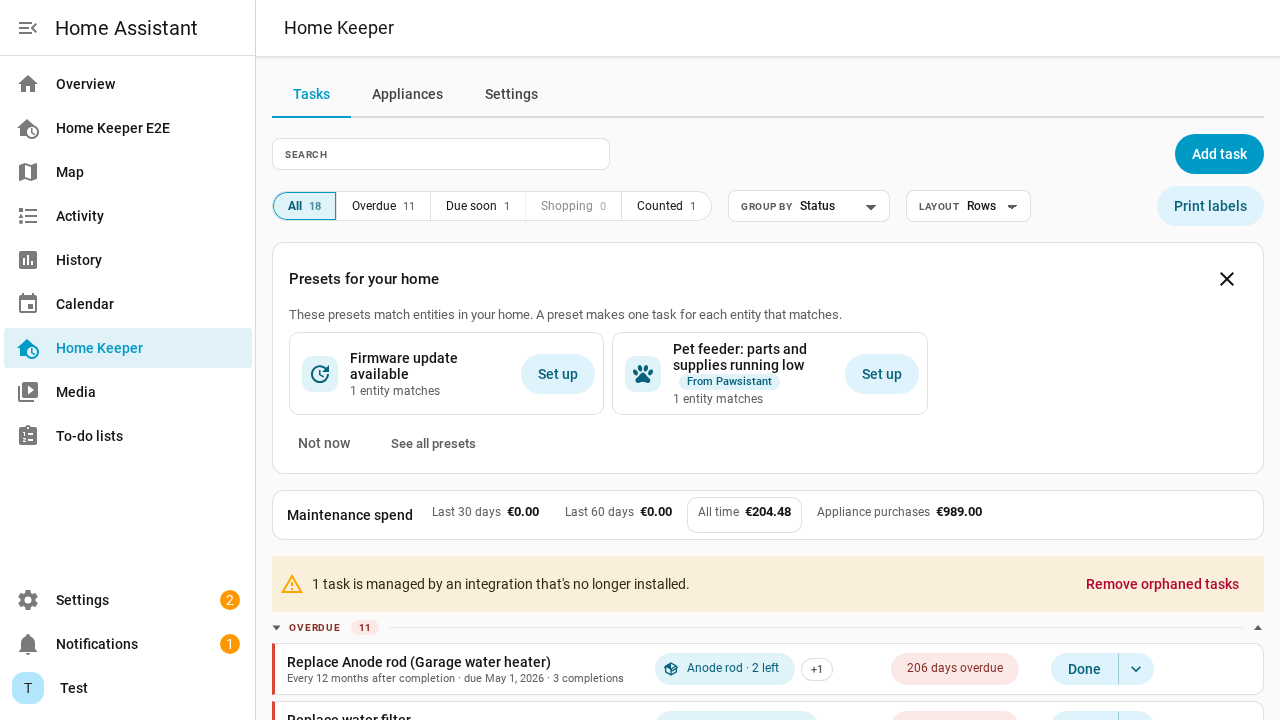 Home Assistant
Home Keeper
Overview
Home Keeper E2E
Map
Activity
History
Calendar
Home Keeper
Media
To-do lists
Settings 2
Notifications 1
T Test
Tasks Appliances Settings
SEARCH
Add task
All 18 Overdue 11 Due soon 1 Shopping 0 Counted 1 GROUP BY Status LAYOUT Rows Print labels
Presets for your home
These presets match entities in your home. A preset makes one task for each entity that matches.
Firmware update
available
1 entity matches
Set up
Pet feeder: parts and
supplies running low
From Pawsistant
1 entity matches
Set up
Not now See all presets
Maintenance spend Last 30 days €0.00 Last 60 days €0.00 All time €204.48 Appliance purchases €989.00
1 task is managed by an integration that's no longer installed. Remove orphaned tasks
OVERDUE 11
Replace Anode rod (Garage water heater)
Every 12 months after completion · due May 1, 2026 · 3 completions
Anode rod · 2 left +1 206 days overdue Done
Replace water filter